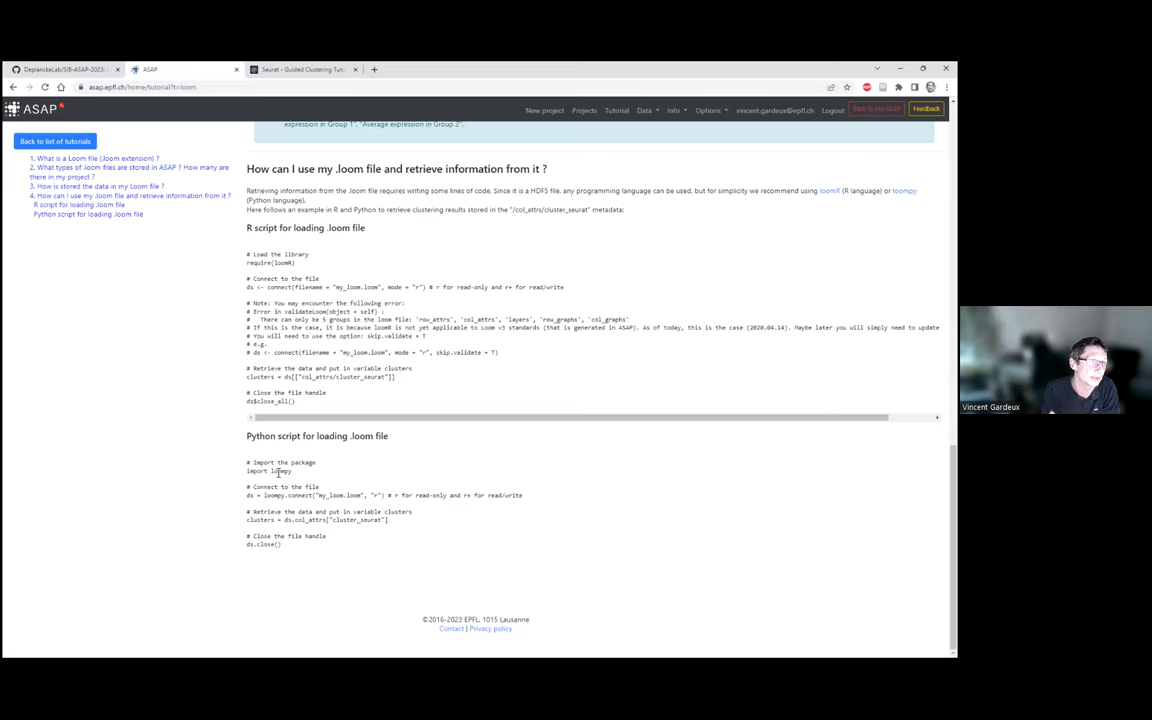 DeplanckeLab/SIB-ASAP-2023:
ASAP
Seurat - Guided Clustering Tuto
asap.epfl.ch/home/tutorial?t=loom
ASAP
New project
Projects
Tutorial
Data
Info
Options
vincent.gardeux@epfl.ch
Logout
Feedback
Back to list of tutorials
1. What is a Loom file (.loom extension) ?
2. What types of .loom files are stored in ASAP ? How many are there in my project ?
3. How is stored the data in my Loom file ?
4. How can I use my .loom file and retrieve information from it ?
R script for loading .loom file
Python script for loading .loom file
expression in Group 1", "Average expression in Group 2".
How can I use my .loom file and retrieve information from it ?
Retrieving information from the .loom file requires writing some lines of code. Since it is a HDF5 file, any programming language can be used, but for simplicity we recommend using loomR (R language) or loompy
(Python language).
Here follows an example in R and Python to retrieve clustering results stored in the "/col_attrs/cluster_seurat" metadata:
R script for loading .loom file
# Load the library
require(loomR)
# Connect to the file
ds <- connect(filename = "my_loom.loom", mode = "r") # r for read-only and r+ for read/write
# Note: You may encounter the following error:
# Error in validateLoom(object = self) :
#   There can only be 5 groups in the loom file: 'row_attrs', 'col_attrs', 'layers', 'row_graphs', 'col_graphs'
# If this is the case, it is because loomR is not yet applicable to Loom v3 standards (that is generated in ASAP). As of today, this is the case (2020.04.14). Maybe later you will simply need to update
# You will need to use the option: skip.validate = T
# e.g.
# ds <- connect(filename = "my_loom.loom", mode = "r", skip.validate = T)
# Retrieve the data and put in variable clusters
clusters = ds[["col_attrs/cluster_seurat"]]
# Close the file handle
ds$close_all()
Python script for loading .loom file
# Import the package
import loompy
# Connect to the file
ds = loompy.connect("my_loom.loom", "r") # r for read-only and r+ for read/write
# Retrieve the data and put in variable clusters
clusters = ds.col_attrs["cluster_seurat"]
# Close the file handle
ds.close()
©2016-2023 EPFL, 1015 Lausanne
Contact | Privacy policy
Vincent Gardeux